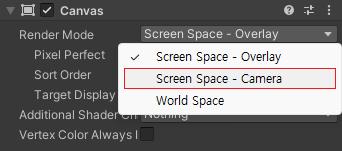 Canvas
Render Mode Screen Space - Overlay
Pixel Perfect Screen Space - Overlay
Sort Order Screen Space - Camera
Target Display World Space
Additional Shader Ch Nothing
Vertex Color Always I